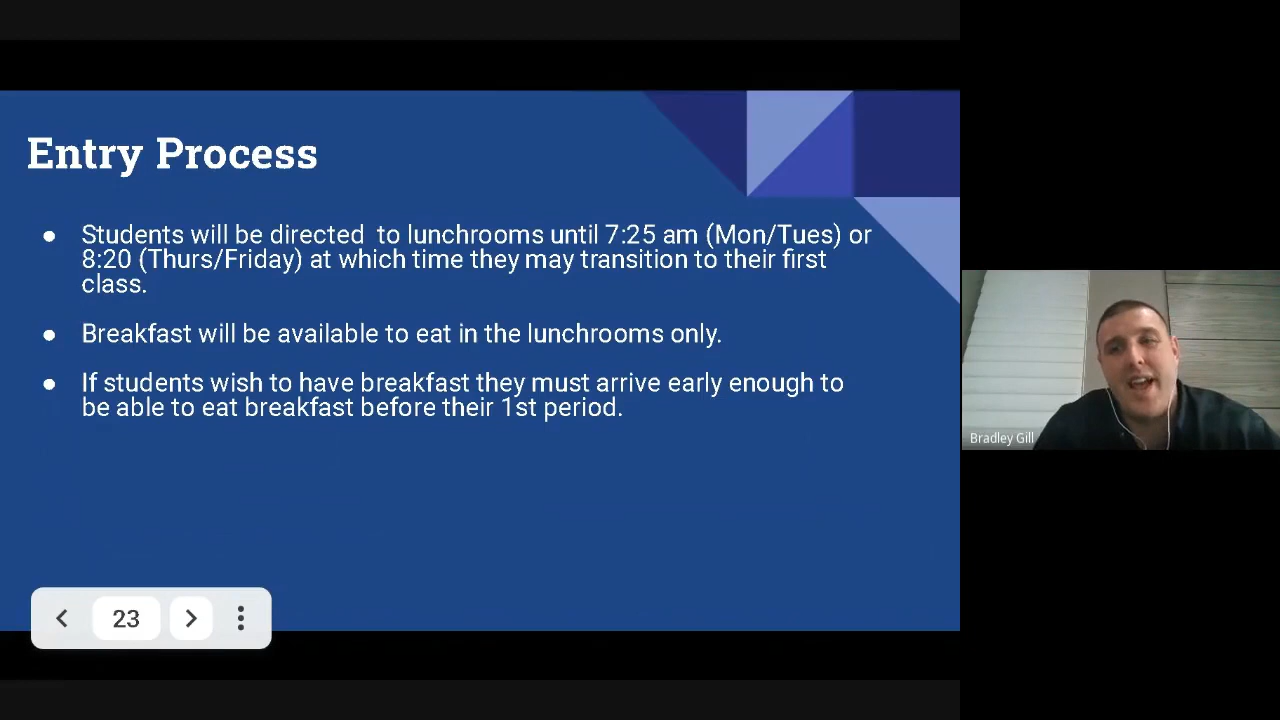 Entry Process
● Students will be directed  to lunchrooms until 7:25 am (Mon/Tues) or
8:20 (Thurs/Friday) at which time they may transition to their first
class.
● Breakfast will be available to eat in the lunchrooms only.
● If students wish to have breakfast they must arrive early enough to
be able to eat breakfast before their 1st period.
Bradley Gill
23